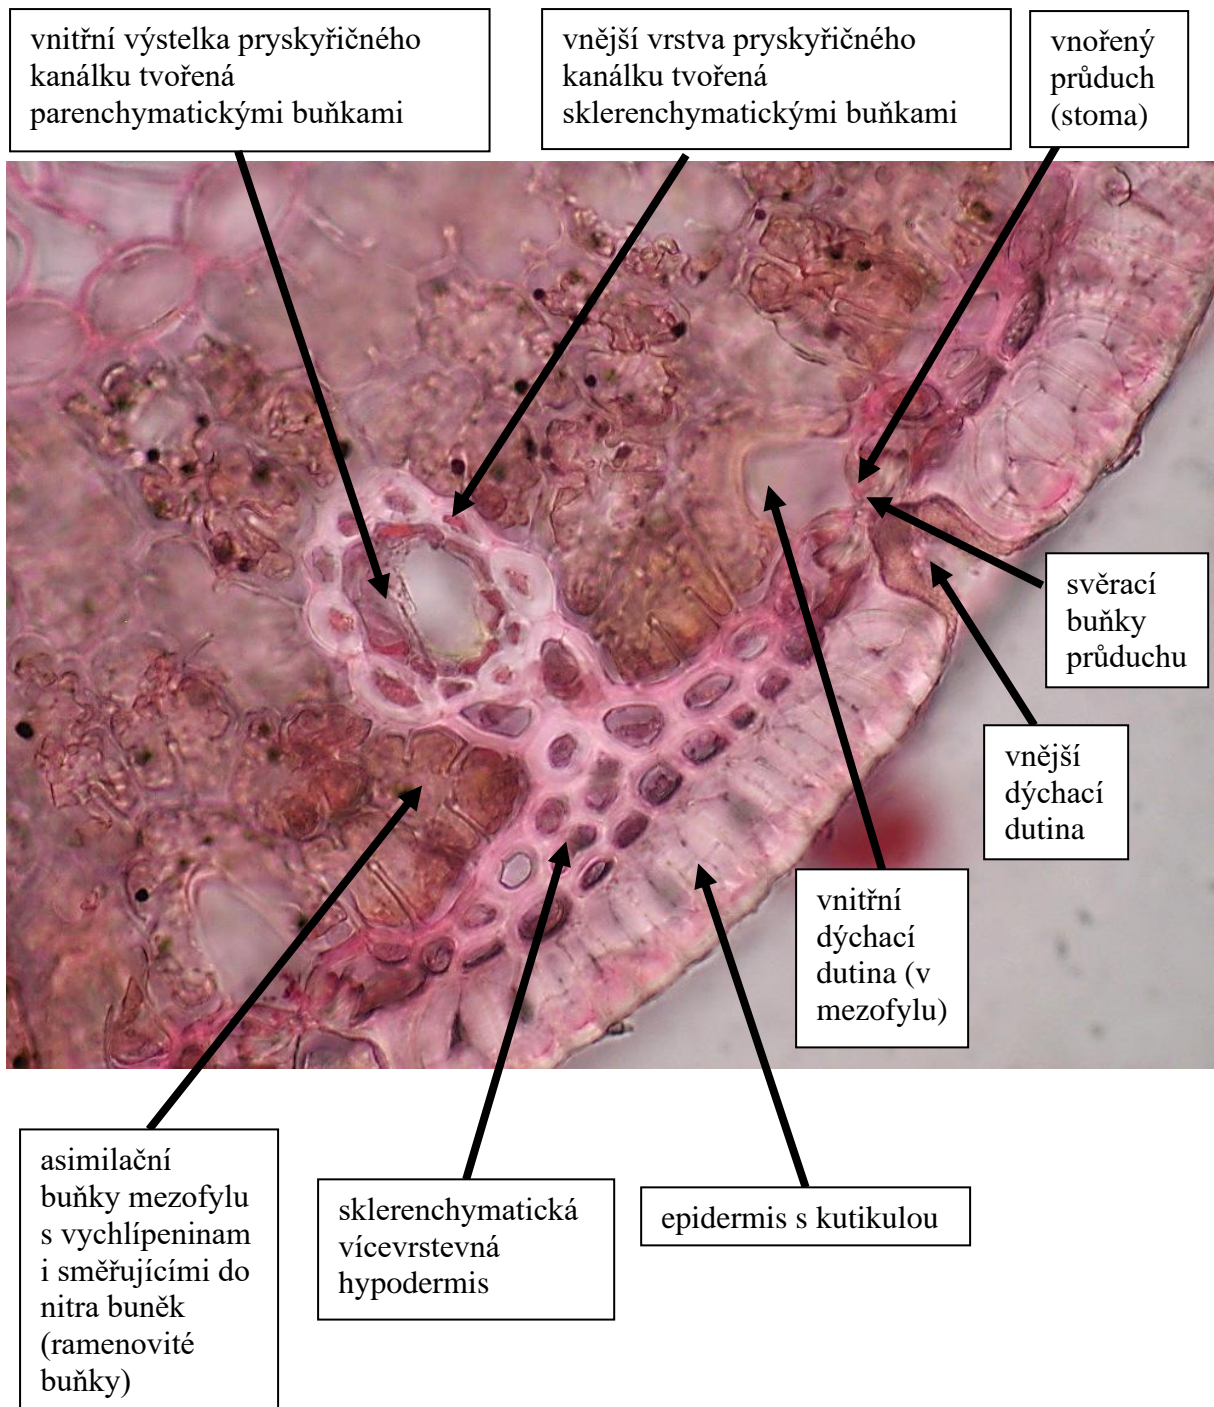 vnitřní výstelka pryskyřičného
kanálku tvořená
parenchymatickými buňkami
vnější vrstva pryskyřičného
kanálku tvořená
sklerenchymatickými buňkami
vnořený
průduch
(stoma)
svěrací
buňky
průduchu
vnější
dýchací
dutina
vnitřní
dýchací
dutina (v
mezofylu)
asimilační
buňky mezofylu
s vychlípeninam
i směřujícími do
nitra buněk
(ramenovité
buňky)
sklerenchymatická
vícevrstevná
hypodermis
epidermis s kutikulou